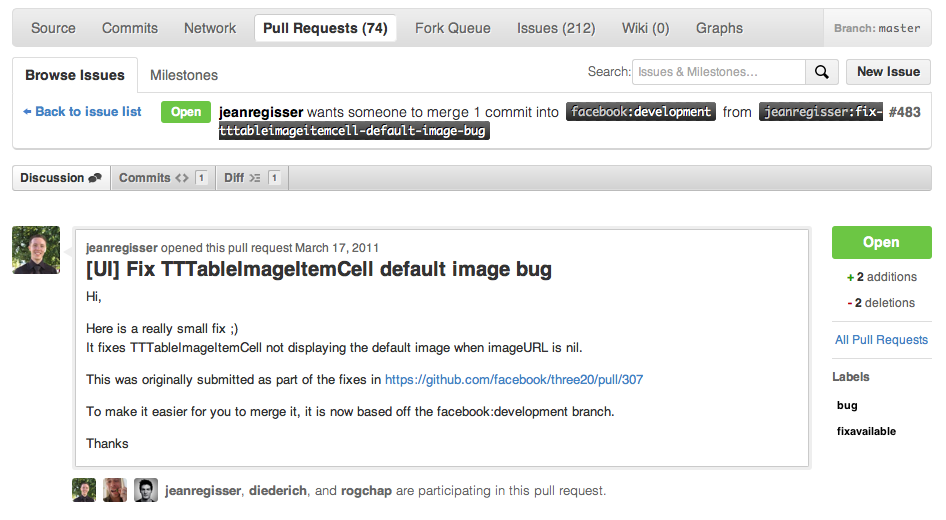 Source Commits Network Pull Requests (74) Fork Queue Issues (212) Wiki (0) Graphs Branch: master
Browse Issues Milestones Search: Issues & Milestones... New Issue
Back to issue list Open jeanregisser wants someone to merge 1 commit into facebook:development from jeanregisser:fix- #483
tttableimageitemcell-default-image-bug
Discussion Commits 1 Diff 1
jeanregisser opened this pull request March 17, 2011
[UI] Fix TTTableImageItemCell default image bug
Hi,
Here is a really small fix ;)
It fixes TTTableImageItemCell not displaying the default image when imageURL is nil.
This was originally submitted as part of the fixes in https://github.com/facebook/three20/pull/307
To make it easier for you to merge it, it is now based off the facebook:development branch.
Thanks
jeanregisser, diederich, and rogchap are participating in this pull request.
Open
+ 2 additions
- 2 deletions
All Pull Requests
Labels
bug
fixavailable